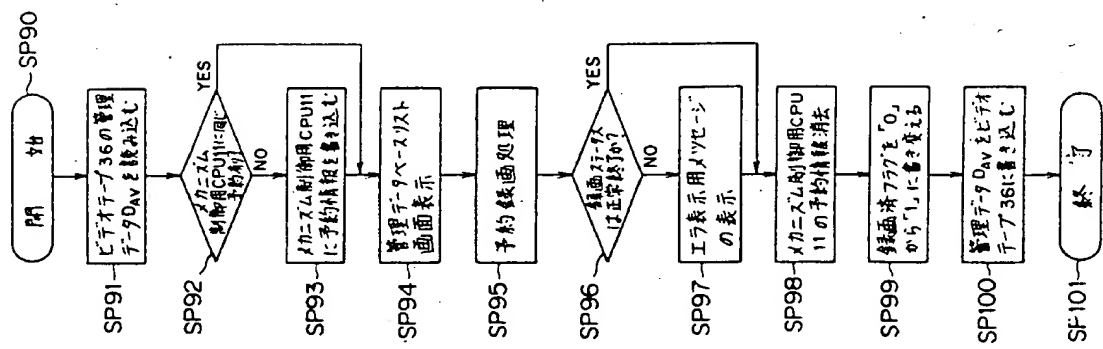 開始
SP90
ビデオテープ36の管理
データDAVを読み込む
SP91
メカニズム
制御用CPU11に同じ
予約有り?
YES
NO
SP92
メカニズム制御用CPU11
に予約情報を書き込む
SP93
管理データベースリスト
画面表示
SP94
予約録画処理
SP95
録画ステータス
は正常終了か?
YES
NO
SP96
エラ表示用メッセージ
の表示
SP97
メカニズム制御用CPU
11の予約情報消去
SP98
録画済フラグを「0」
から「1」に書き変える
SP99
管理データDAVをビデオ
テープ36に書き込む
SP100
終了
SP101